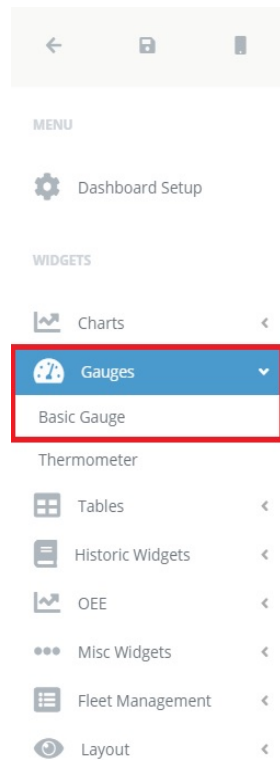 MENU
Dashboard Setup
WIDGETS
Charts
Gauges
Basic Gauge
Thermometer
Tables
Historic Widgets
OEE
Misc Widgets
Fleet Management
Layout